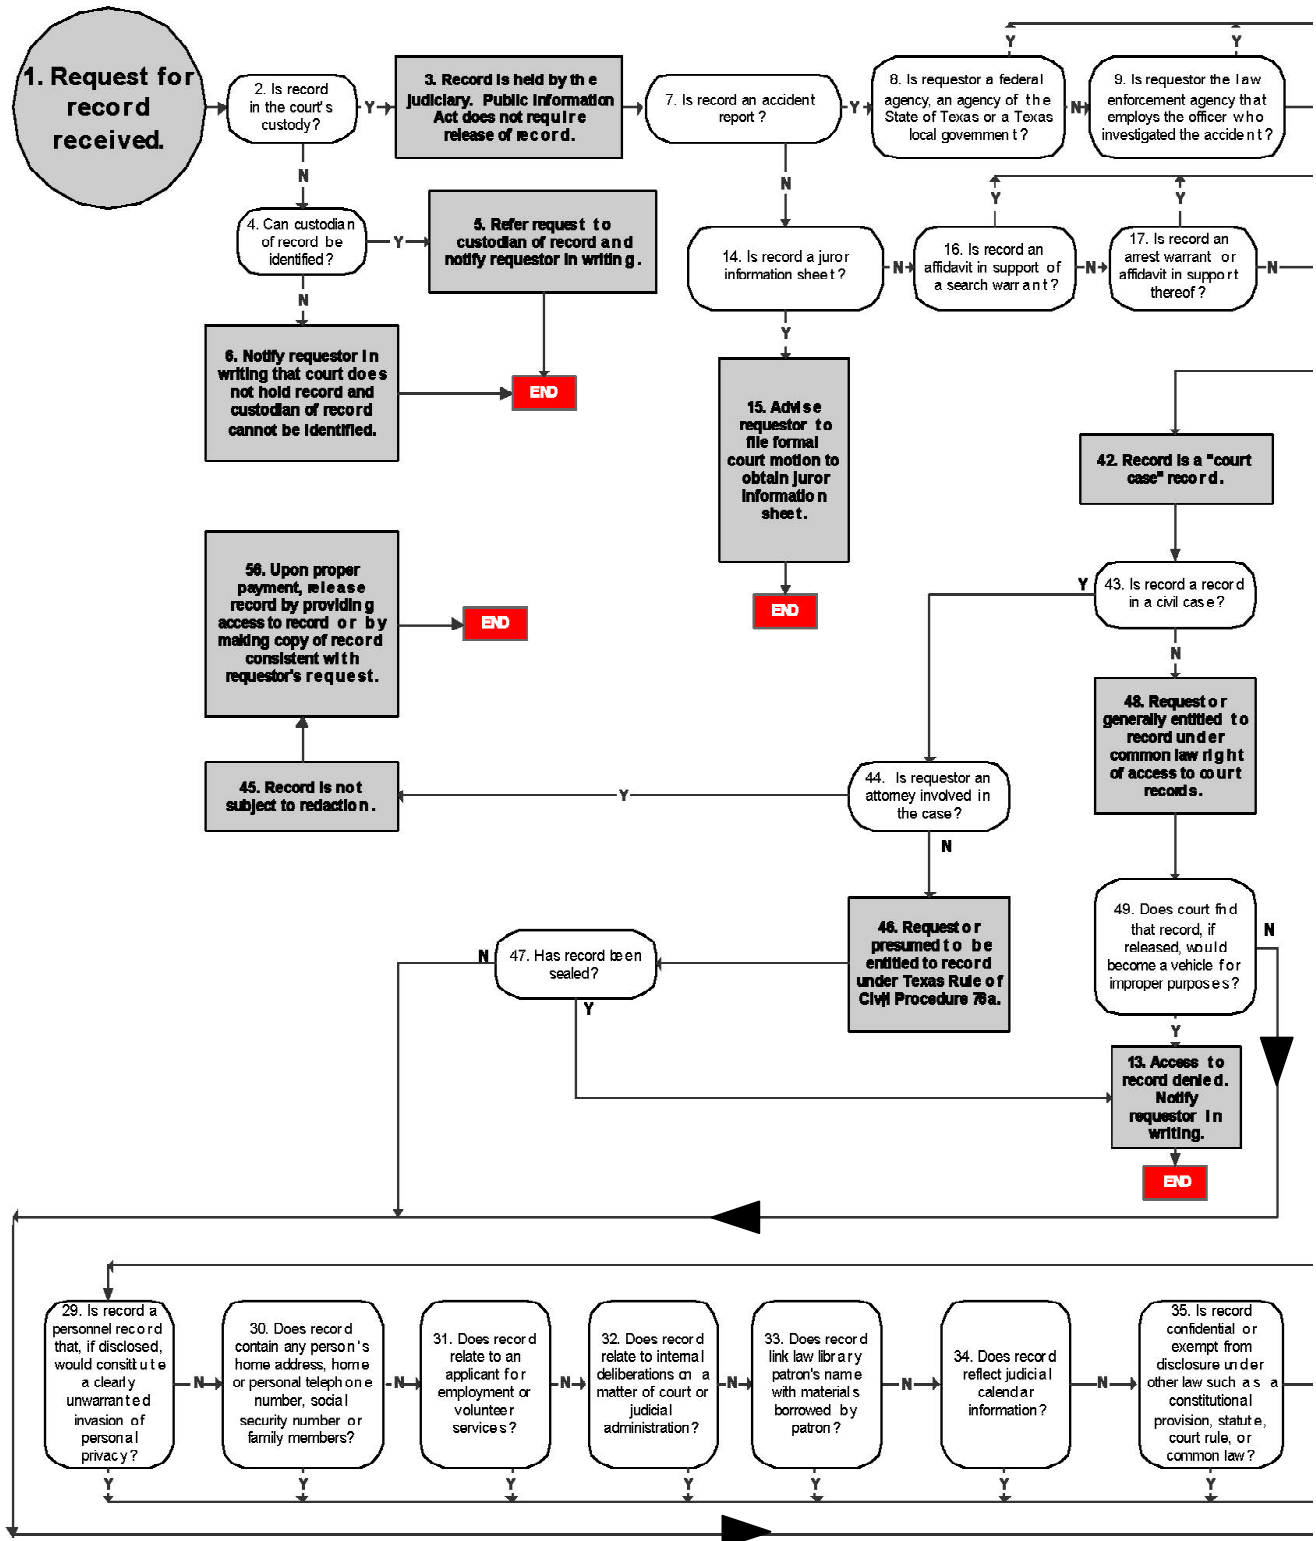 1. Request for
record
received.
2. Is record
in the court's
custody?
Y
3. Record is held by the
judiciary. Public Information
Act does not require
release of record.
7. Is record an accident
report?
Y
8. Is requestor a federal
agency, an agency of the
State of Texas or a Texas
local government?
Y
N
9. Is requestor the law
enforcement agency that
employs the officer who
investigated the accident?
Y
N
N
4. Can custodian
of record be
identified?
Y
5. Refer request to
custodian of record and
notify requestor in writing.
14. Is record a juror
information sheet?
N
16. Is record an
affidavit in support of
a search warrant?
Y
N
17. Is record an
arrest warrant or
affidavit in support
thereof?
Y
N
N
6. Notify requestor in
writing that court does
not hold record and
custodian of record
cannot be identified.
END
Y
15. Advise
requestor to
file formal
court motion to
obtain juror
information
sheet.
END
42. Record is a "court
case" record.
56. Upon proper
payment, release
record by providing
access to record or by
making copy of record
consistent with
requestor's request.
END
43. Is record a record
in a civil case?
Y
N
48. Requestor
generally entitled to
record under
common law right
of access to court
records.
45. Record is not
subject to redaction.
Y
44. Is requestor an
attorney involved in
the case?
N
46. Requestor
presumed to be
entitled to record
under Texas Rule of
Civil Procedure 76a.
47. Has record been
sealed?
N
Y
49. Does court find
that record, if
released, would
become a vehicle for
improper purposes?
N
Y
13. Access to
record denied.
Notify
requestor in
writing.
END
29. Is record a
personnel record
that, if disclosed,
would constitute
a clearly
unwarranted
invasion of
personal
privacy?
N
30. Does record
contain any person's
home address, home
or personal telephone
number, social
security number or
family members?
N
31. Does record
relate to an
applicant for
employment or
volunteer
services?
N
32. Does record
relate to internal
deliberations on a
matter of court or
judicial
administration?
N
33. Does record
link law library
patron's name
with materials
borrowed by
patron?
N
34. Does record
reflect judicial
calendar
information?
N
35. Is record
confidential or
exempt from
disclosure under
other law such as a
constitutional
provision, statute,
court rule, or
common law?
Y
Y
Y
Y
Y
Y
Y